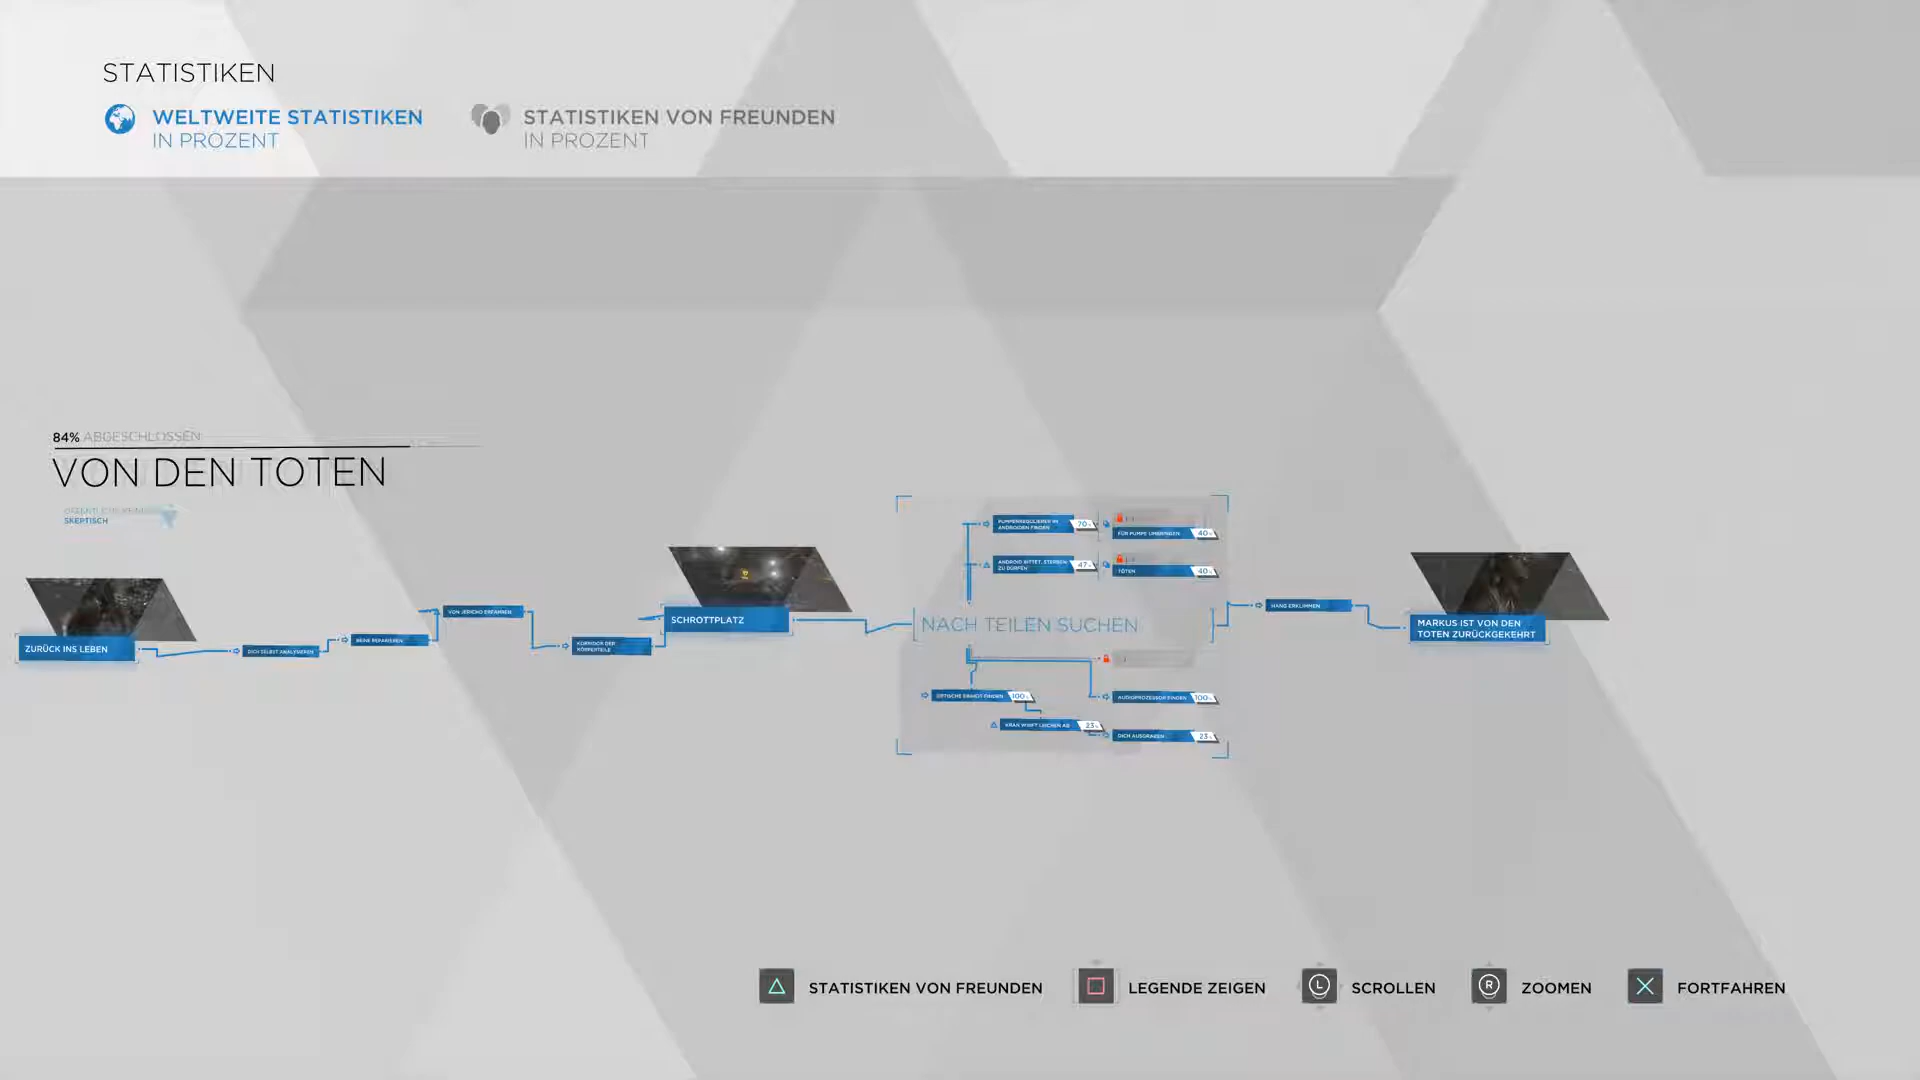 STATISTIKEN
WELTWEITE STATISTIKEN
IN PROZENT
STATISTIKEN VON FREUNDEN
IN PROZENT
84% ABGESCHLOSSEN
VON DEN TOTEN
SKEPTISCH
ZURÜCK INS LEBEN
DICH SELBST ANALYSIEREN
BEINE REPARIEREN
VON JERICHO ERFAHREN
KORRIDOR DER
KÖRPERTEILE
SCHROTTPLATZ
PUMPENREGULIERER IN
ANDROIDEN FINDEN
70%
FÜR PUMPE UMBRINGEN
40%
ANDROID BITTET, STERBEN
ZU DÜRFEN
47%
TÖTEN
40%
NACH TEILEN SUCHEN
OPTISCHE EINHEIT FINDEN
100%
AUDIOPROZESSOR FINDEN
100%
KRAN WIRFT LEICHEN AB
23%
DICH AUSGRABEN
23%
HANG ERKLIMMEN
MARKUS IST VON DEN
TOTEN ZURÜCKGEKEHRT
STATISTIKEN VON FREUNDEN
LEGENDE ZEIGEN
L
SCROLLEN
R
ZOOMEN
FORTFAHREN